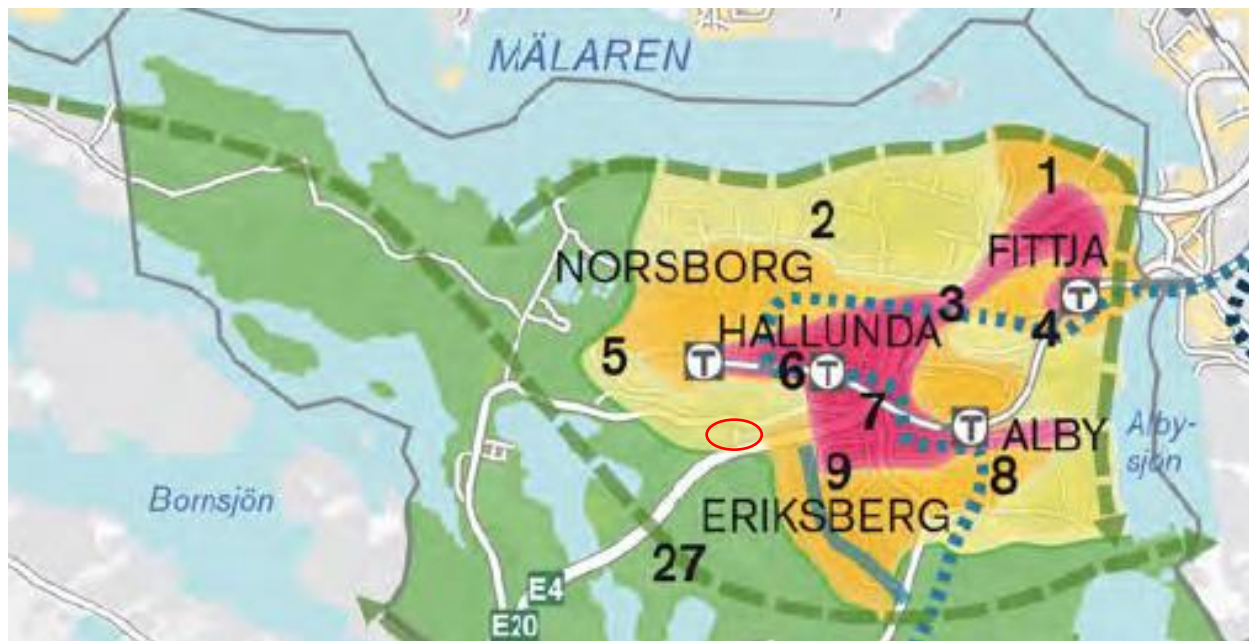 MÄLAREN
1
2
FITTJA
NORSBORG
3
T
4
HALLUNDA
5
T
6
T
7
T
ALBY
Alby-
sjön
8
9
Bornsjön
ERIKSBERG
27
E4
E20